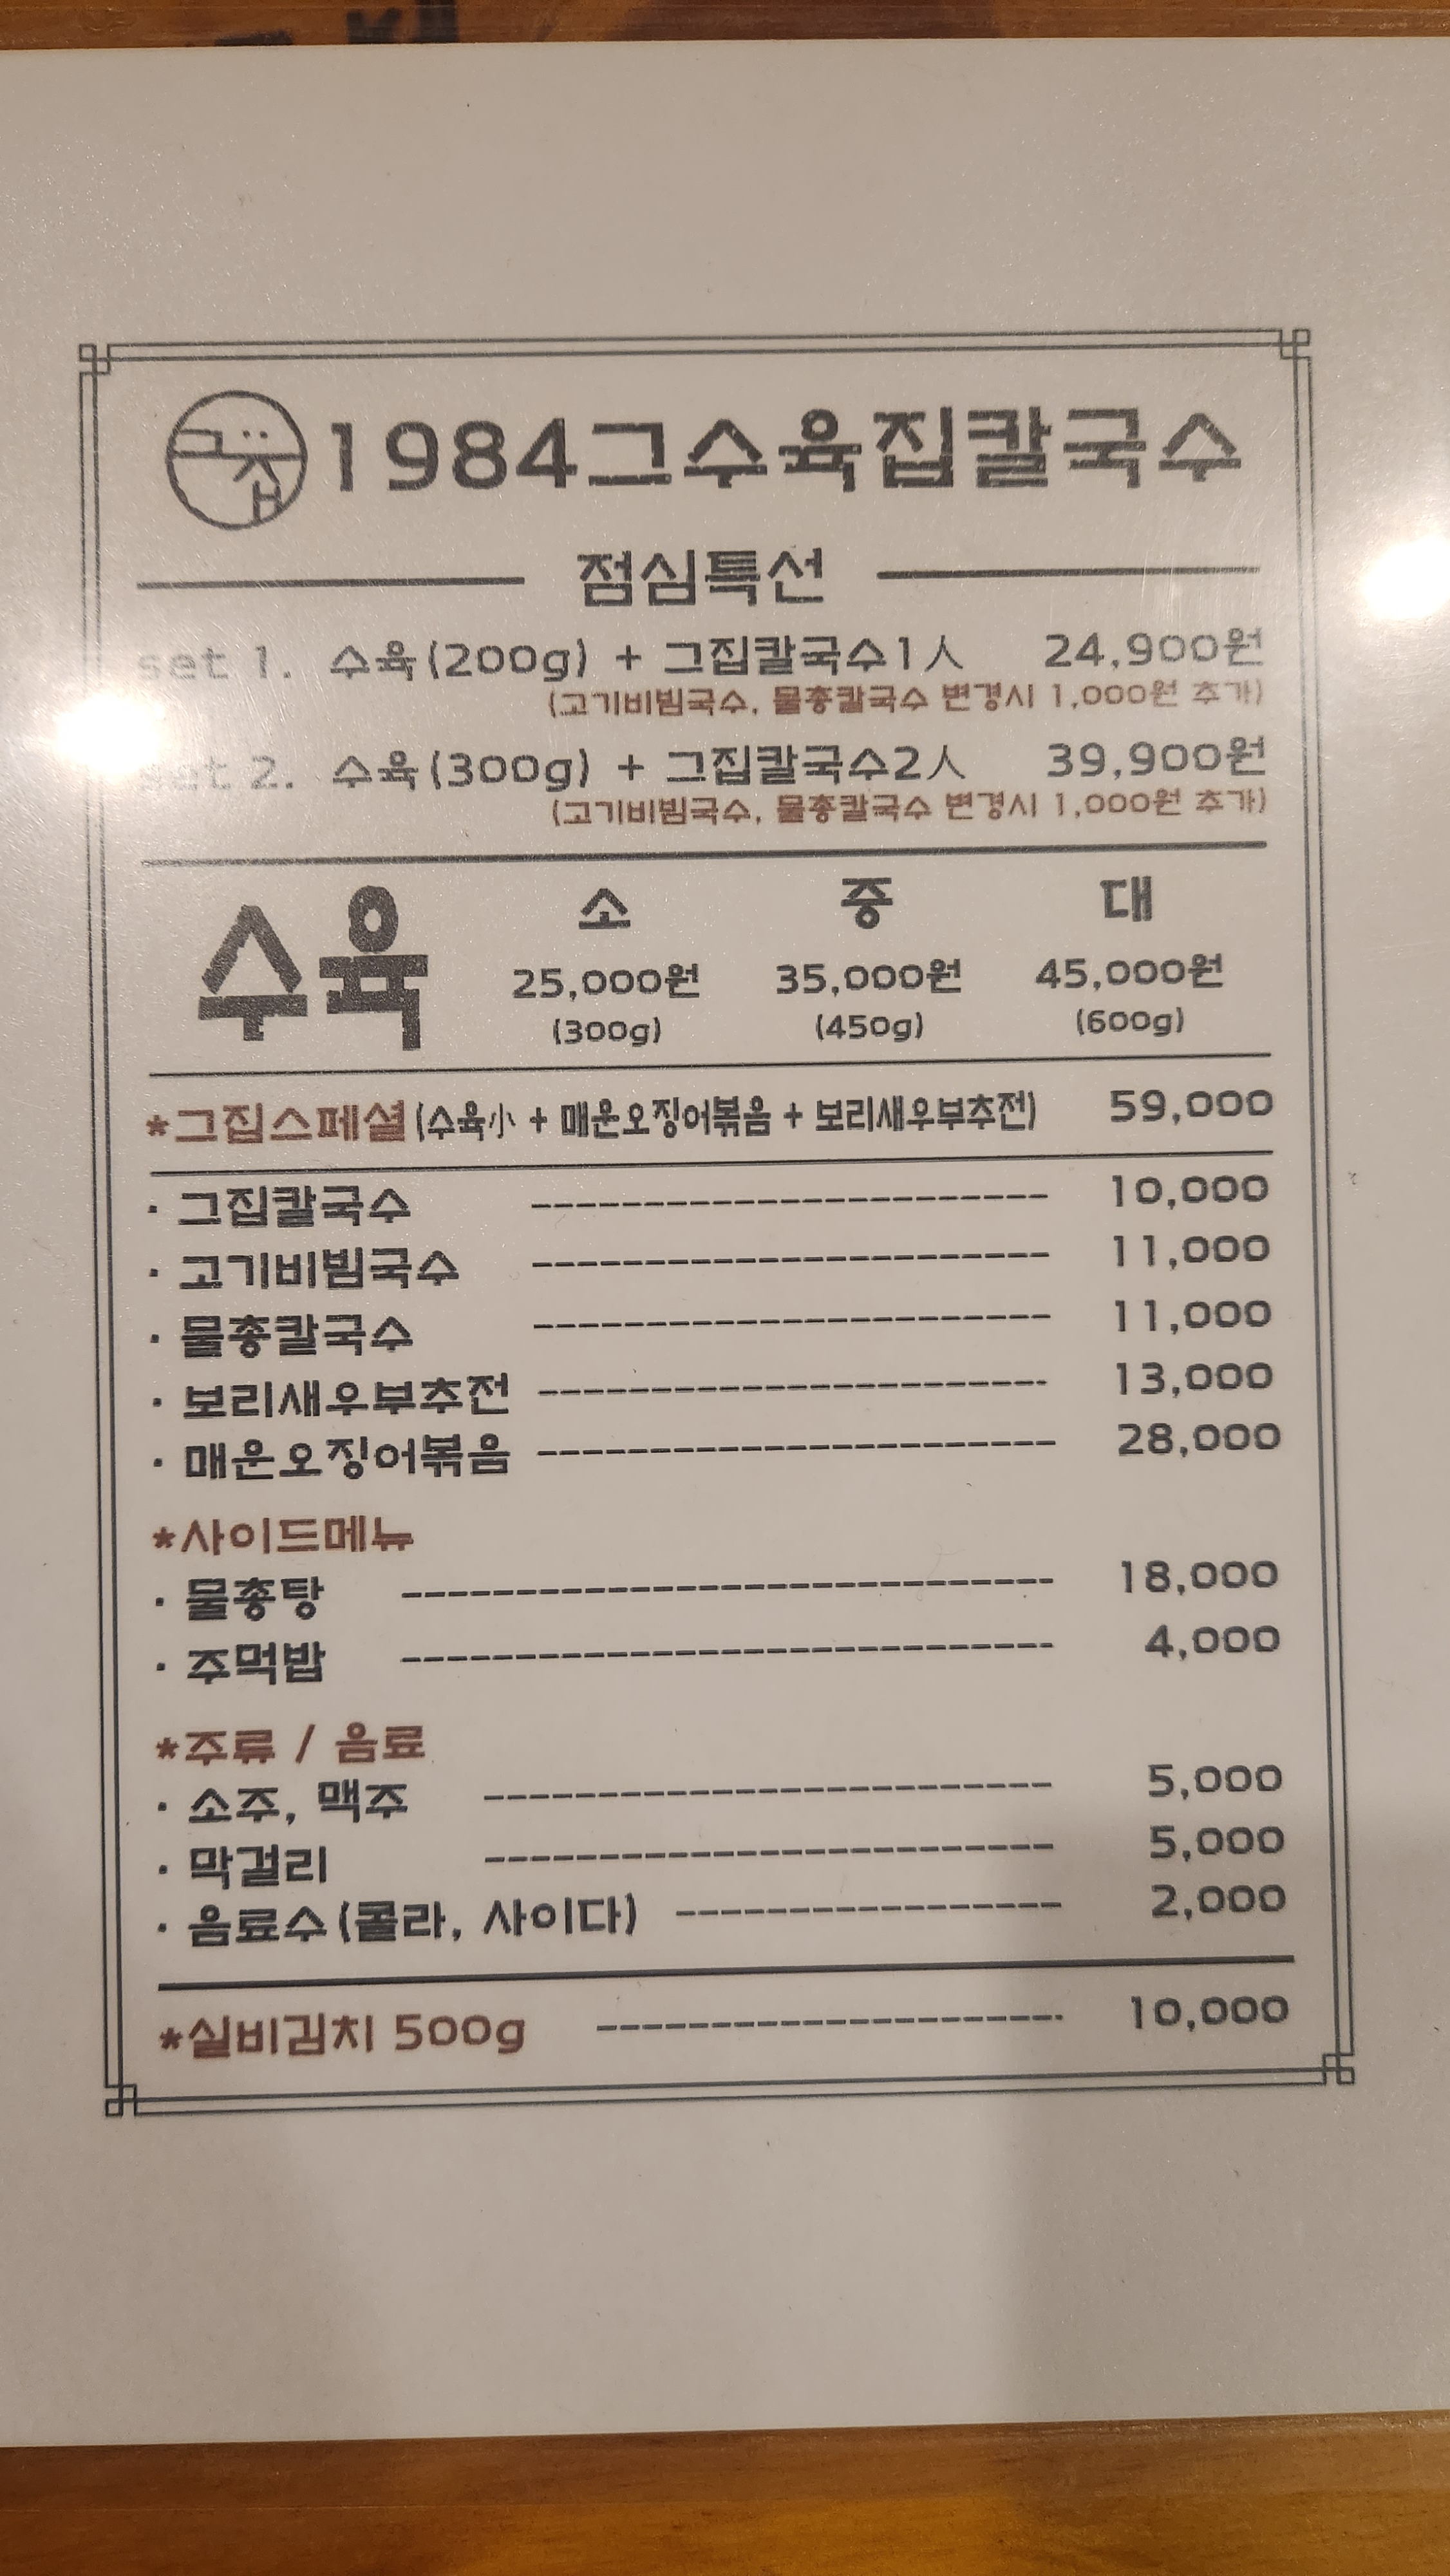 그집
1984그수육집칼국수
점심특선
set 1. 수육(200g) + 그집칼국수1人 24,900원
(고기비빔국수, 물총칼국수 변경시 1,000원 추가)
set 2. 수육(300g) + 그집칼국수2人 39,900원
(고기비빔국수, 물총칼국수 변경시 1,000원 추가)
수육 소 중 대
25,000원 35,000원 45,000원
(300g) (450g) (600g)
*그집스페셜(수육小 + 매운오징어볶음 + 보리새우부추전) 59,000
· 그집칼국수 ---------------------------- 10,000
· 고기비빔국수 ---------------------------- 11,000
· 물총칼국수 ---------------------------- 11,000
· 보리새우부추전 ---------------------------- 13,000
· 매운오징어볶음 ---------------------------- 28,000
*사이드메뉴
· 물총탕 ------------------------------------ 18,000
· 주먹밥 ------------------------------------ 4,000
*주류 / 음료
· 소주, 맥주 ------------------------------- 5,000
· 막걸리 ------------------------------- 5,000
· 음료수(콜라, 사이다) --------------------- 2,000
*실비김치 500g -------------------------- 10,000